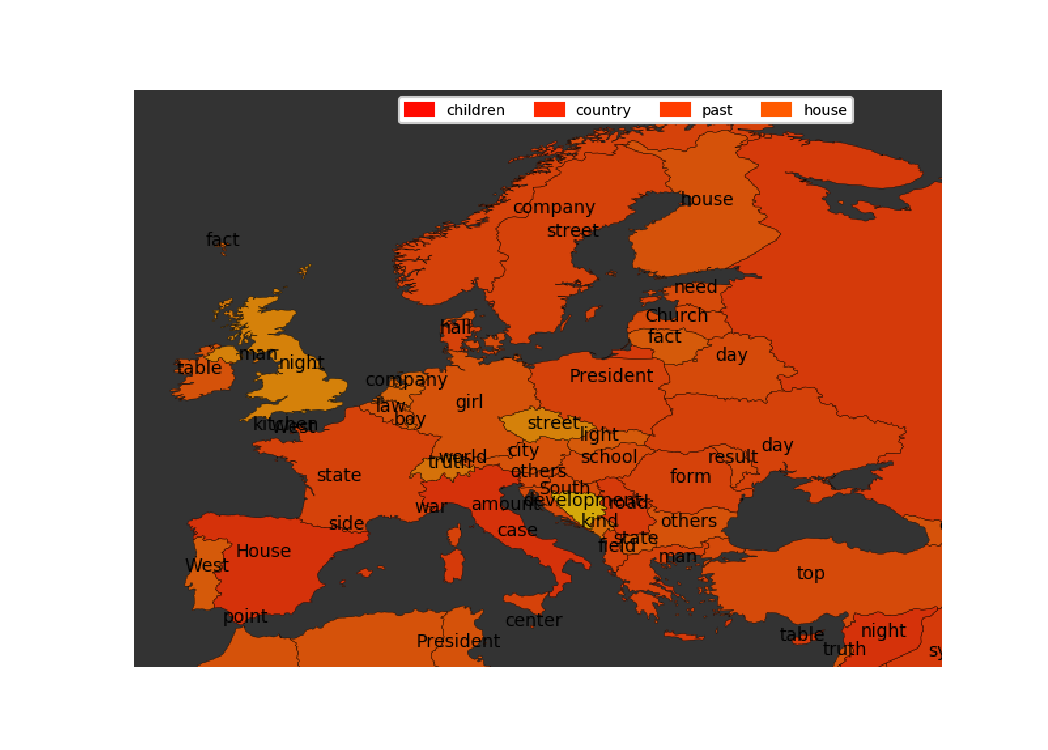 children country past house
house
company
street
fact
need
Church
hall
fact
day
man
night
table
company
President
girl
law
boy
kitchen
West
street
light
day
city
world
truth
school
result
others
state
form
South
development
amount
road
war
kind
others
side
case
state
field
House
man
West
top
point
center
night
table
President
truth
sy